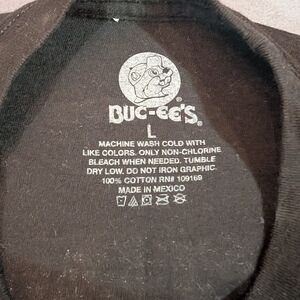 BUC-EE'S®
L
MACHINE WASH COLD WITH
LIKE COLORS. ONLY NON-CHLORINE
BLEACH WHEN NEEDED. TUMBLE
DRY LOW. DO NOT IRON GRAPHIC.
100% COTTON RN# 109169
MADE IN MEXICO